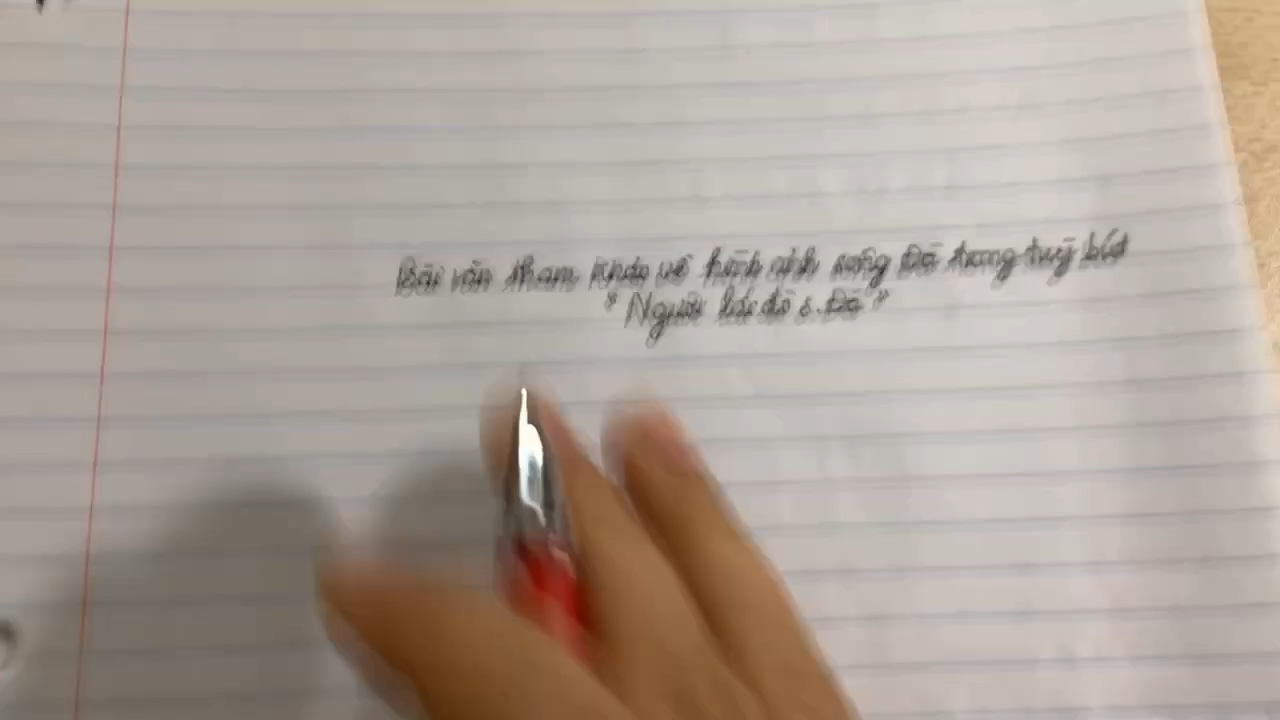 Bài văn tham khảo về hình ảnh sông Đà trong tuỳ bút
" Người lái đò s.Đà "